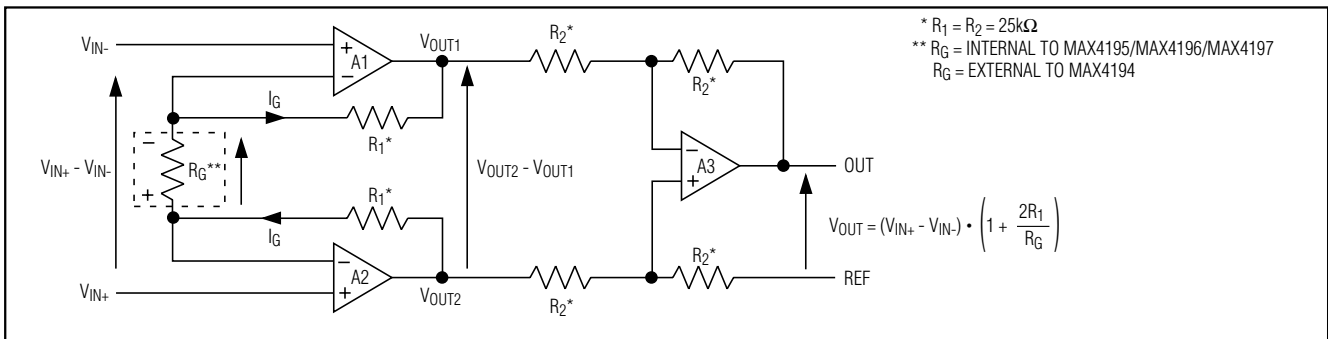 * R1 = R2 = 25kΩ
** RG = INTERNAL TO MAX4195/MAX4196/MAX4197
RG = EXTERNAL TO MAX4194
VIN-
VOUT1
R2*
R2*
+
A1
−
IG
R1*
−
VIN+ - VIN-
RG**
+
VOUT2 - VOUT1
−
A3
+
OUT
R1*
IG
VOUT = (VIN+ - VIN-) • (1 + 2R1/RG)
−
A2
+
VIN+
VOUT2
R2*
R2*
REF